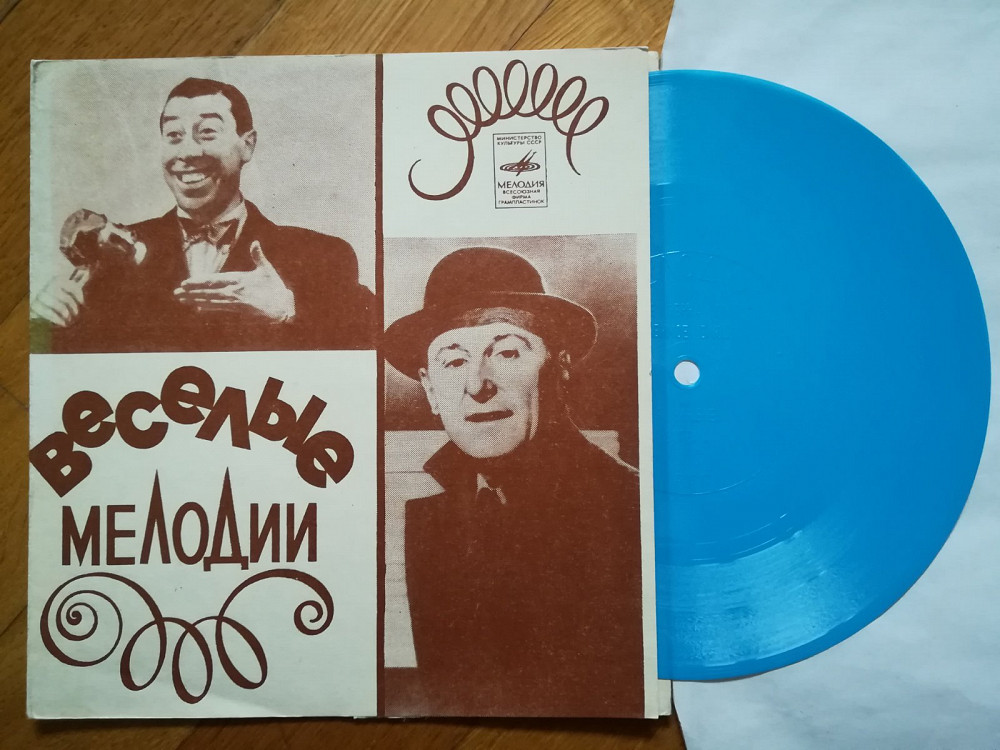 МИНИСТЕРСТВО
КУЛЬТУРЫ СССР
МЕЛОДИЯ
ВСЕСОЮЗНАЯ
ФИРМА
ГРАМПЛАСТИНОК
веселые
МЕЛОДИИ